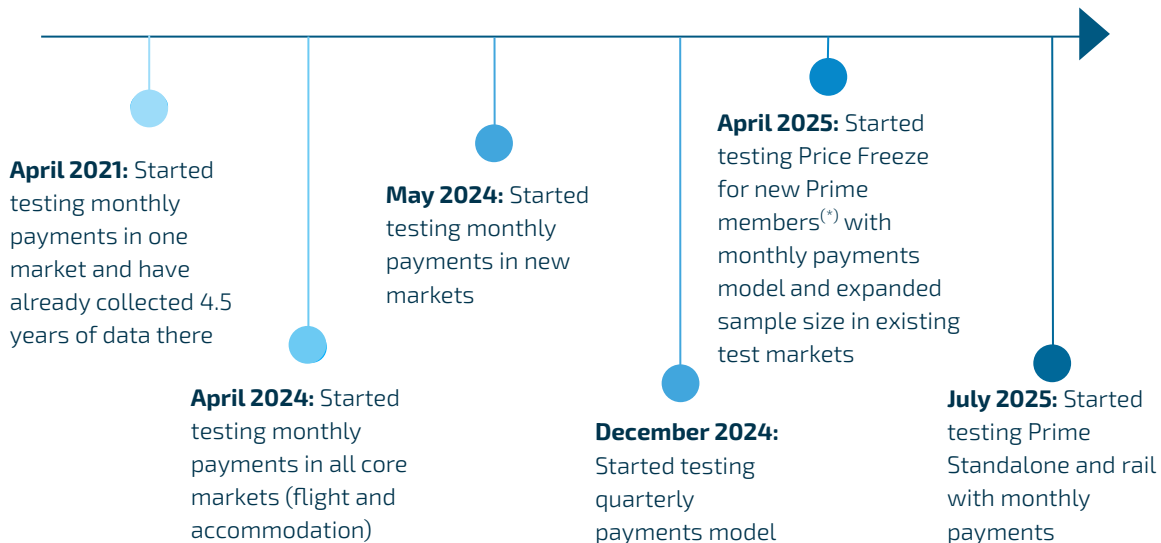 April 2021: Started
testing monthly
payments in one
market and have
already collected 4.5
years of data there
April 2024: Started
testing monthly
payments in all core
markets (flight and
accommodation)
May 2024: Started
testing monthly
payments in new
markets
December 2024:
Started testing
quarterly
payments model
April 2025: Started
testing Price Freeze
for new Prime
members(*) with
monthly payments
model and expanded
sample size in existing
test markets
July 2025: Started
testing Prime
Standalone and rail
with monthly
payments